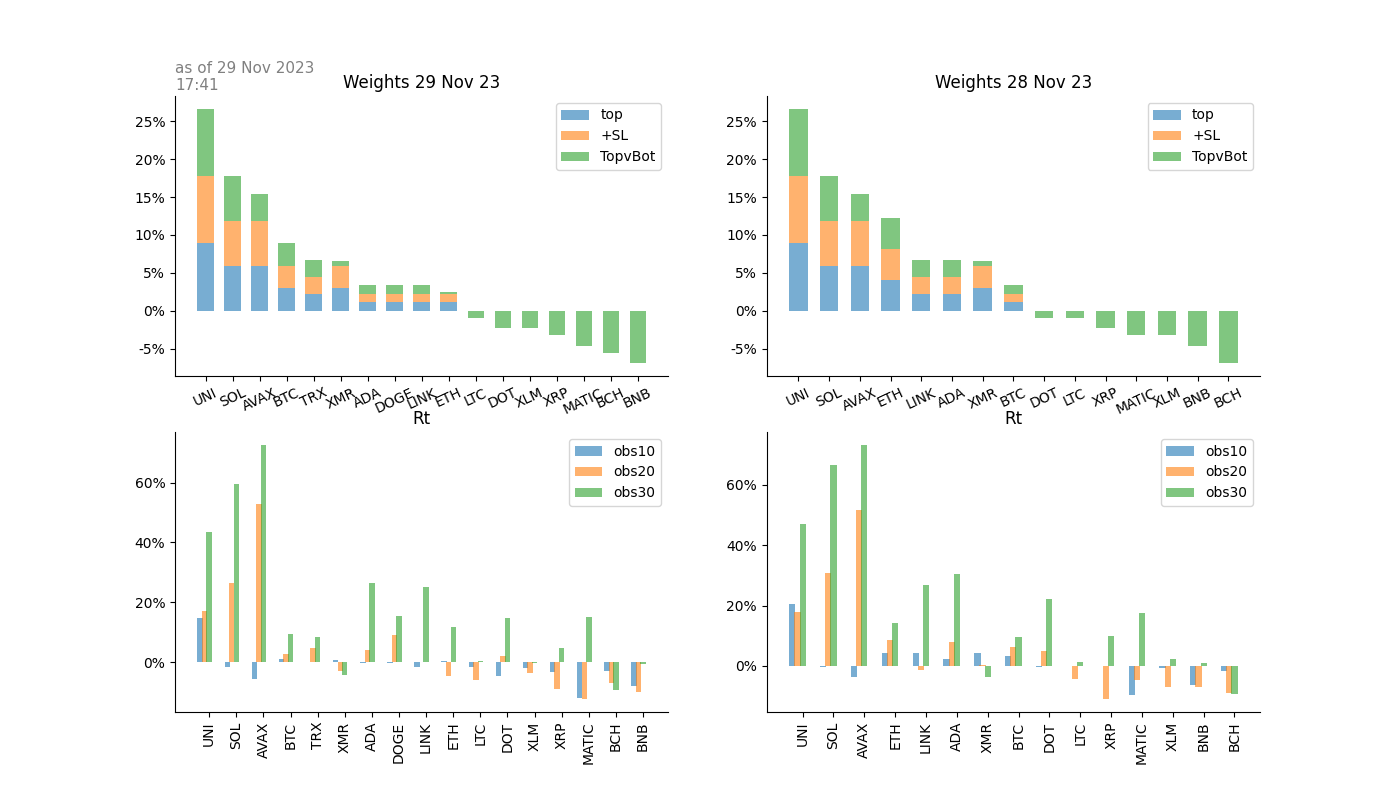 as of 29 Nov 2023
17:41
Weights 29 Nov 23
25%
20%
15%
10%
5%
0%
-5%
top
+SL
TopvBot
UNI SOL AVAX BTC TRX XMR ADA DOGE LINK ETH LTC DOT XLM XRP MATIC BCH BNB
Weights 28 Nov 23
25%
20%
15%
10%
5%
0%
-5%
top
+SL
TopvBot
UNI SOL AVAX ETH LINK ADA XMR BTC DOT LTC XRP MATIC XLM BNB BCH
Rt
60%
40%
20%
0%
obs10
obs20
obs30
UNI SOL AVAX BTC TRX XMR ADA DOGE LINK ETH LTC DOT XLM XRP MATIC BCH BNB
Rt
60%
40%
20%
0%
obs10
obs20
obs30
UNI SOL AVAX ETH LINK ADA XMR BTC DOT LTC XRP MATIC XLM BNB BCH